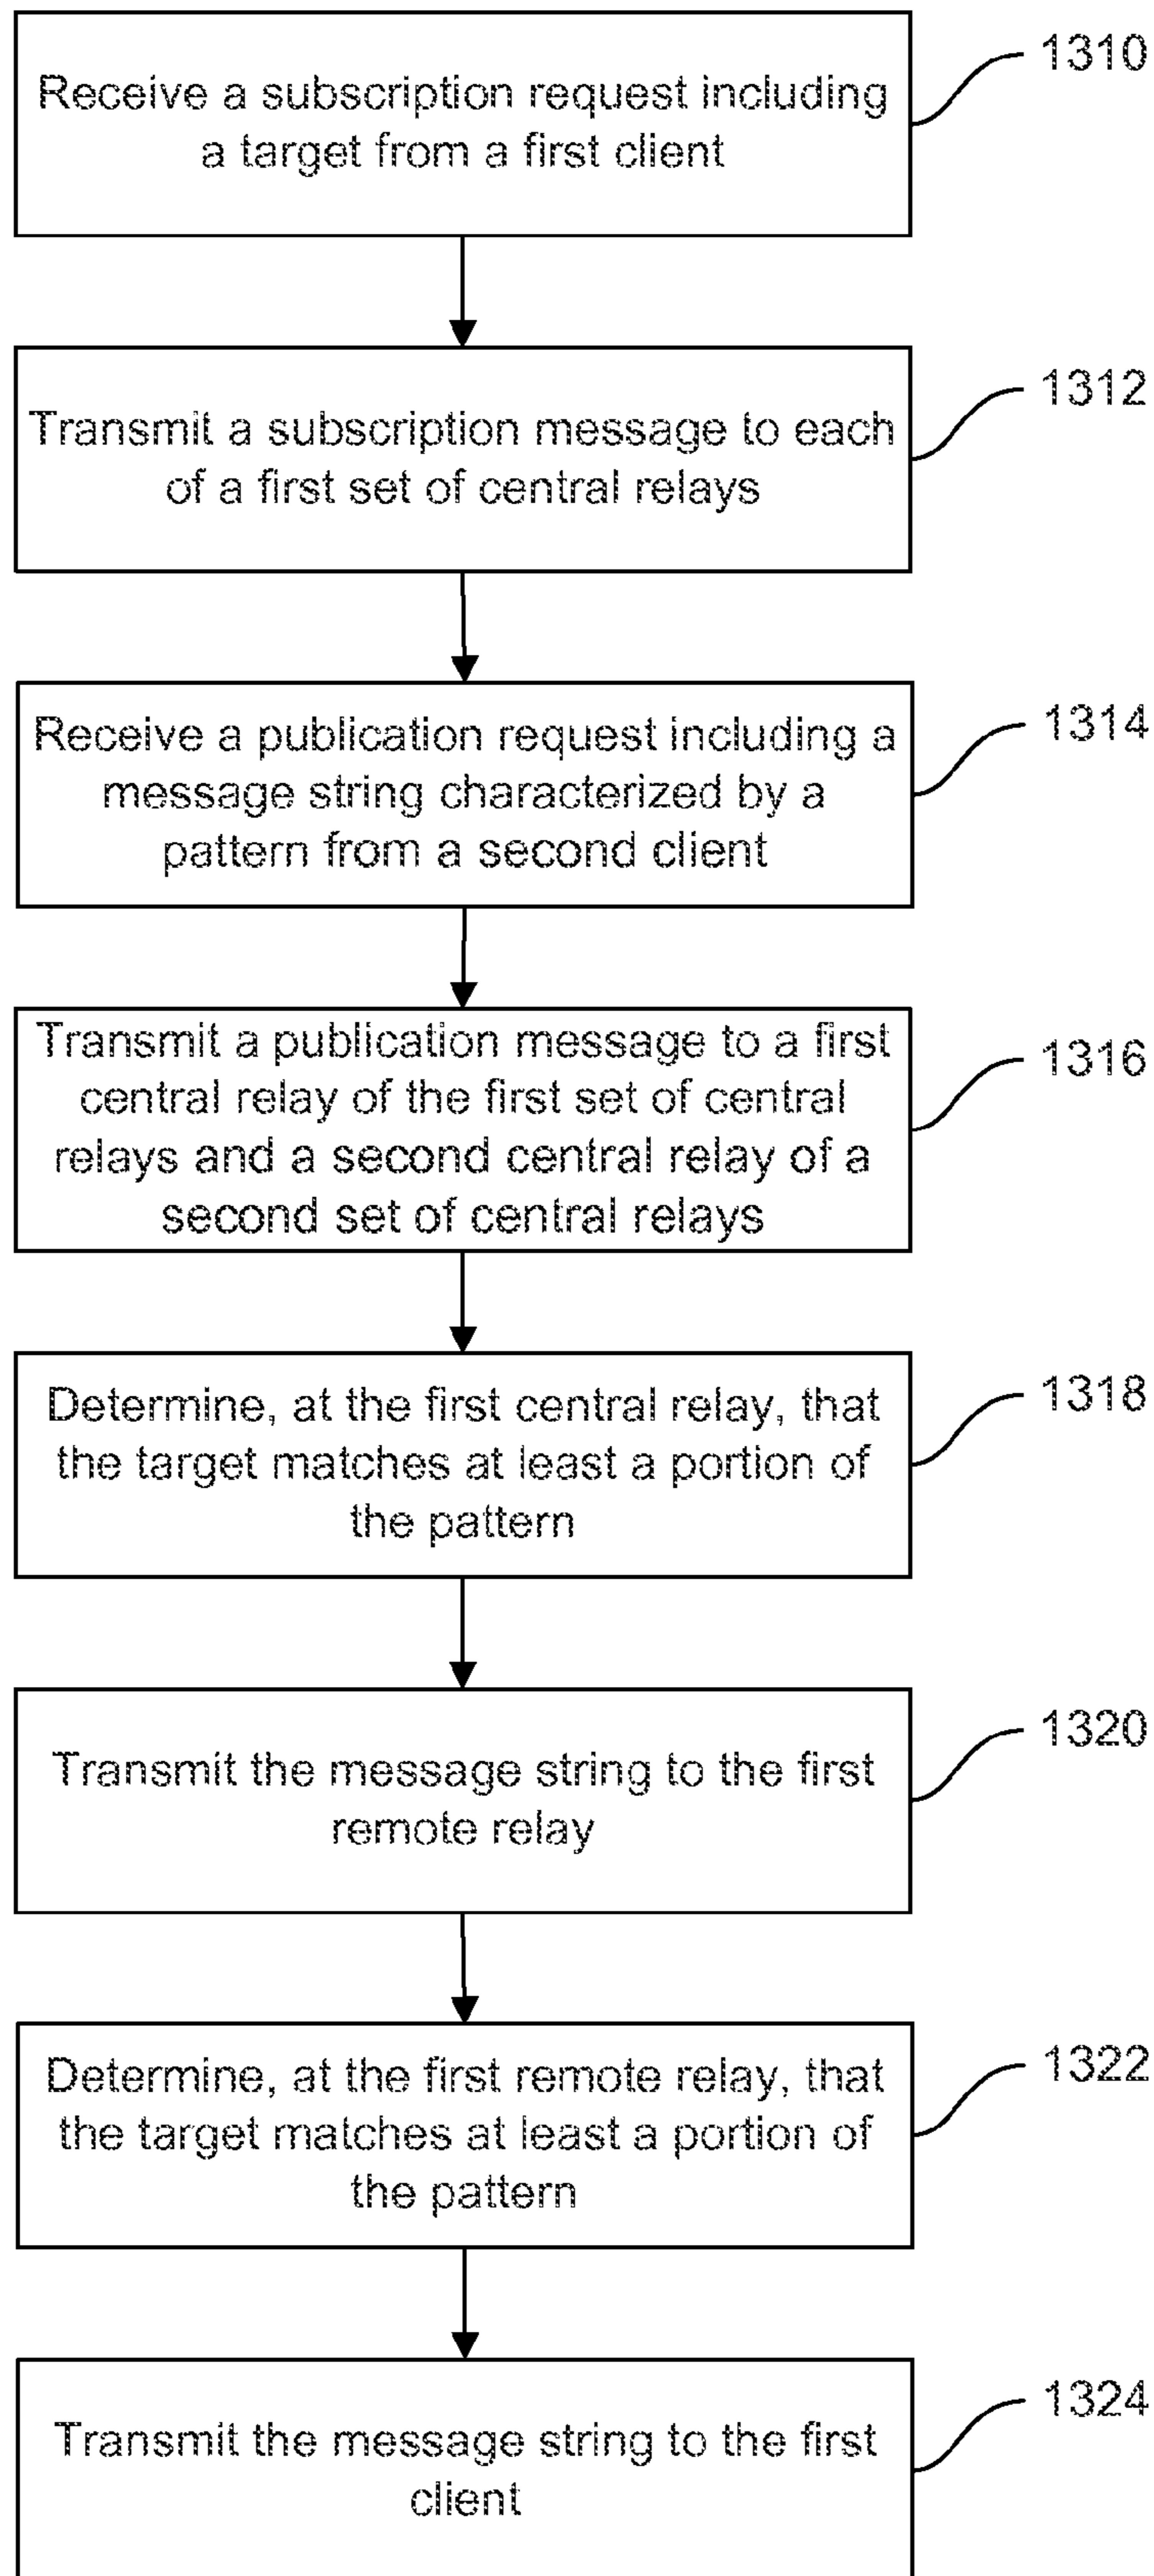 Receive a subscription request including
a target from a first client
1310
Transmit a subscription message to each
of a first set of central relays
1312
Receive a publication request including a
message string characterized by a
pattern from a second client
1314
Transmit a publication message to a first
central relay of the first set of central
relays and a second central relay of a
second set of central relays
1316
Determine, at the first central relay, that
the target matches at least a portion of
the pattern
1318
Transmit the message string to the first
remote relay
1320
Determine, at the first remote relay, that
the target matches at least a portion of
the pattern
1322
Transmit the message string to the first
client
1324